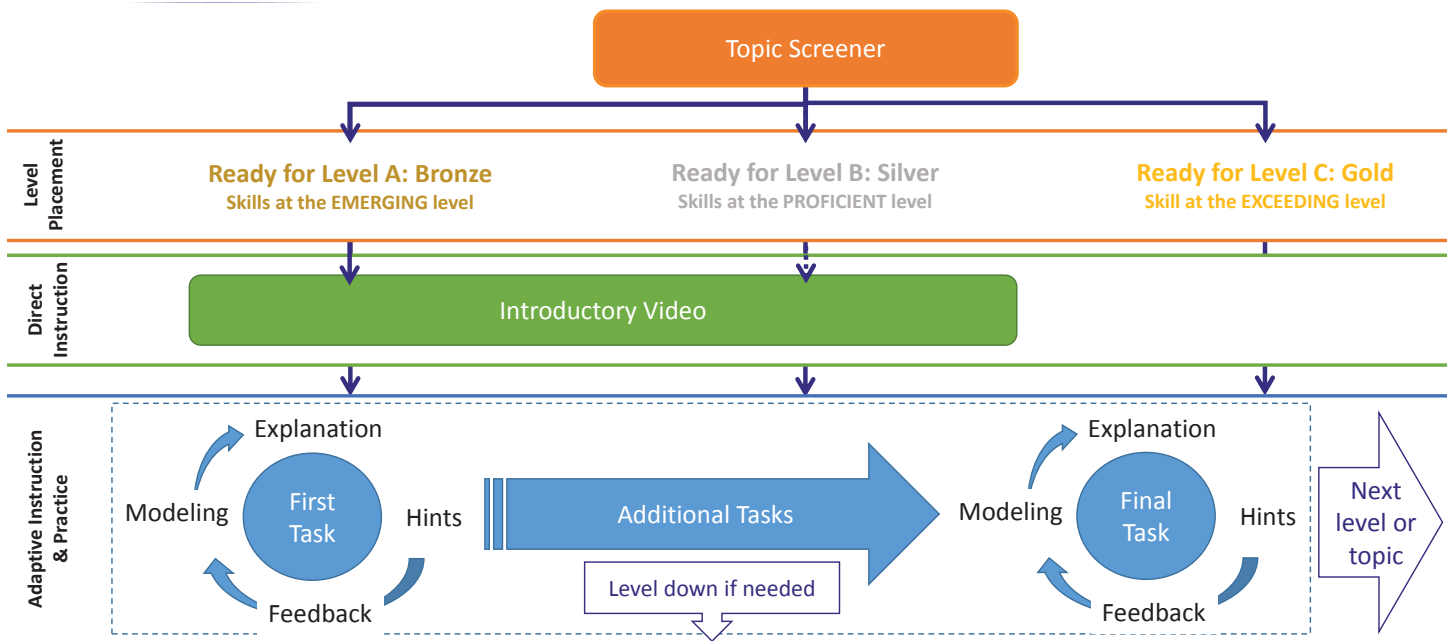 Topic Screener
Level
Placement
Ready for Level A: Bronze
Skills at the EMERGING level
Ready for Level B: Silver
Skills at the PROFICIENT level
Ready for Level C: Gold
Skill at the EXCEEDING level
Direct
Instruction
Introductory Video
Adaptive Instruction
& Practice
Explanation
Modeling
First
Task
Hints
Feedback
Additional Tasks
Level down if needed
Explanation
Modeling
Final
Task
Hints
Feedback
Next
level or
topic